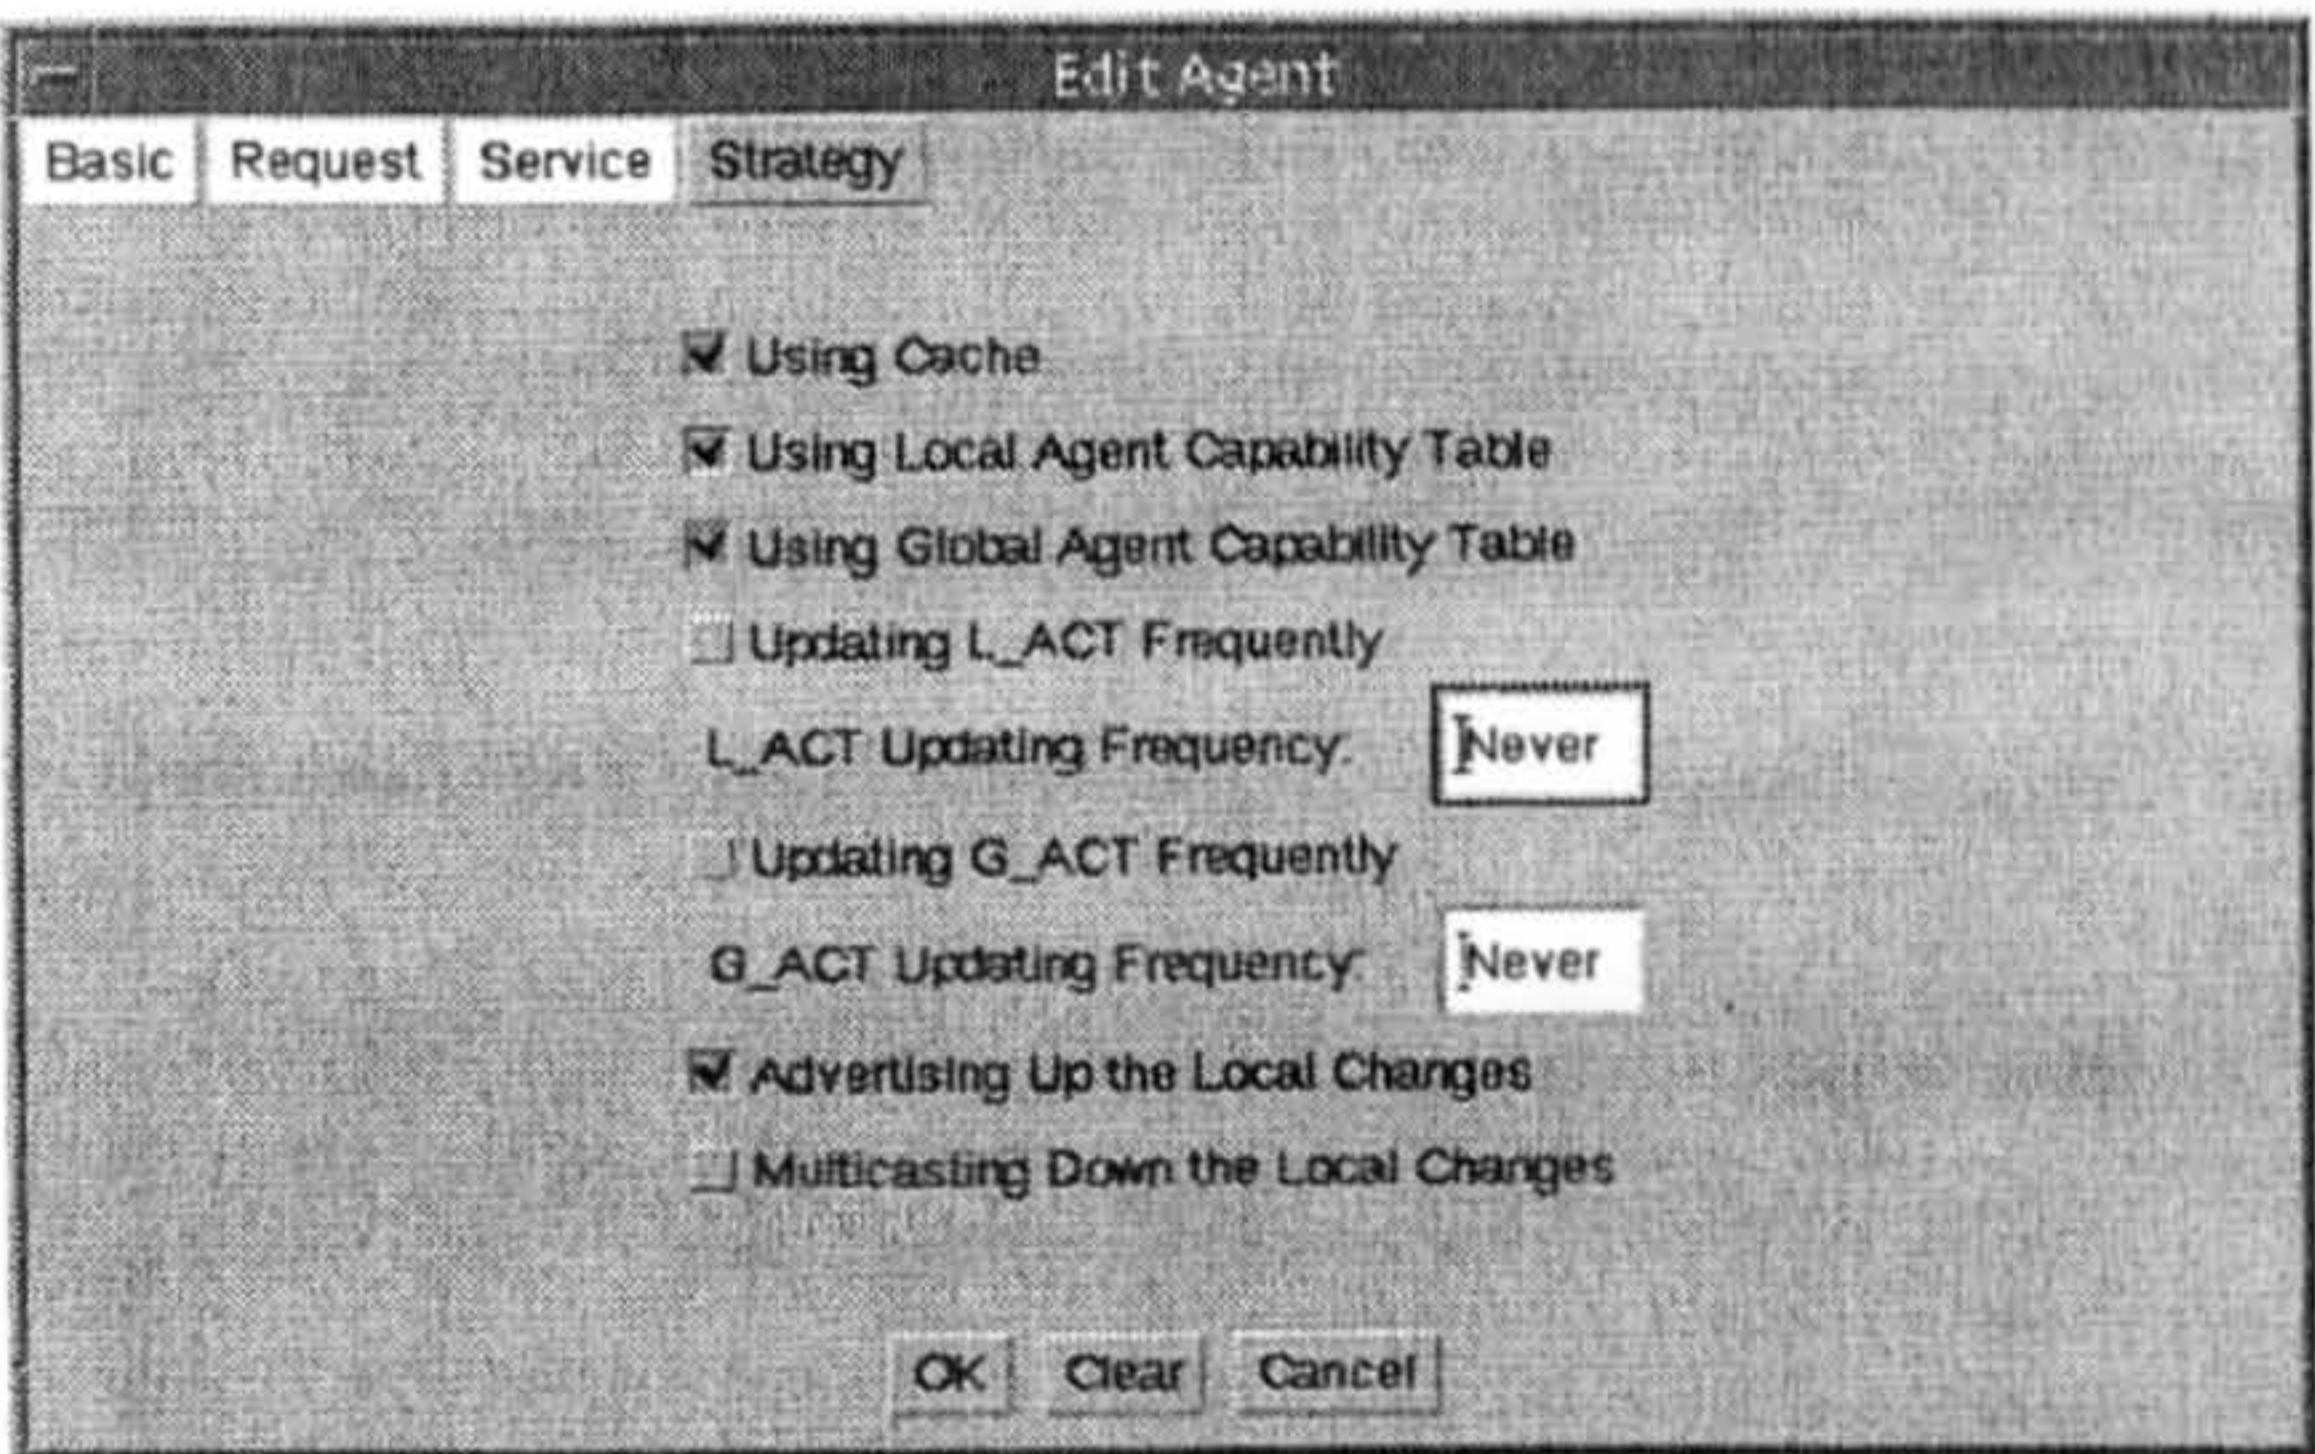 Edit Agent
Basic Request Service Strategy
Using Cache
Using Local Agent Capability Table
Using Global Agent Capability Table
Updating L_ACT Frequently
L_ACT Updating Frequency: Never
Updating G_ACT Frequently
G_ACT Updating Frequency: Never
Advertising Up the Local Changes
Multicasting Down the Local Changes
OK Clear Cancel